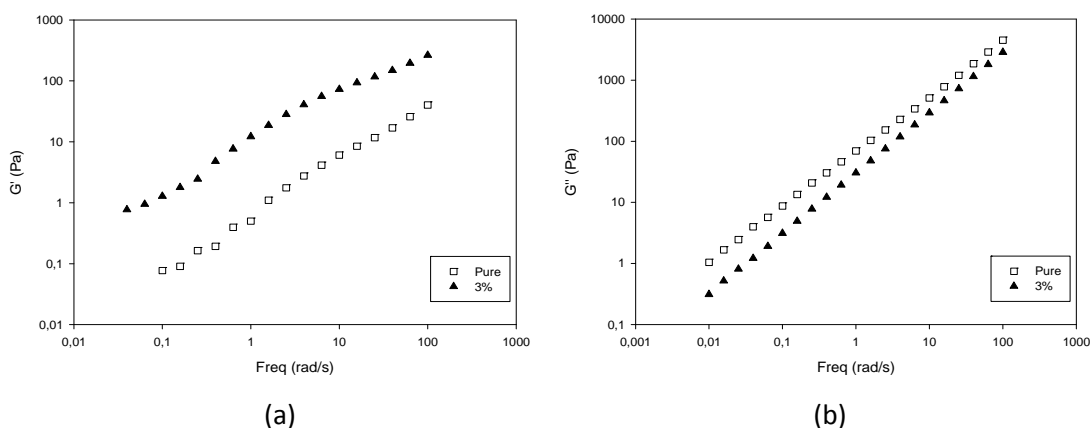 1000
100
10
1
0,1
0,01
G' (Pa)
0,01 0,1 1 10 100 1000
Freq (rad/s)
Pure
3%
(a)
10000
1000
100
10
1
0,1
G'' (Pa)
0,001 0,01 0,1 1 10 100 1000
Freq (rad/s)
Pure
3%
(b)